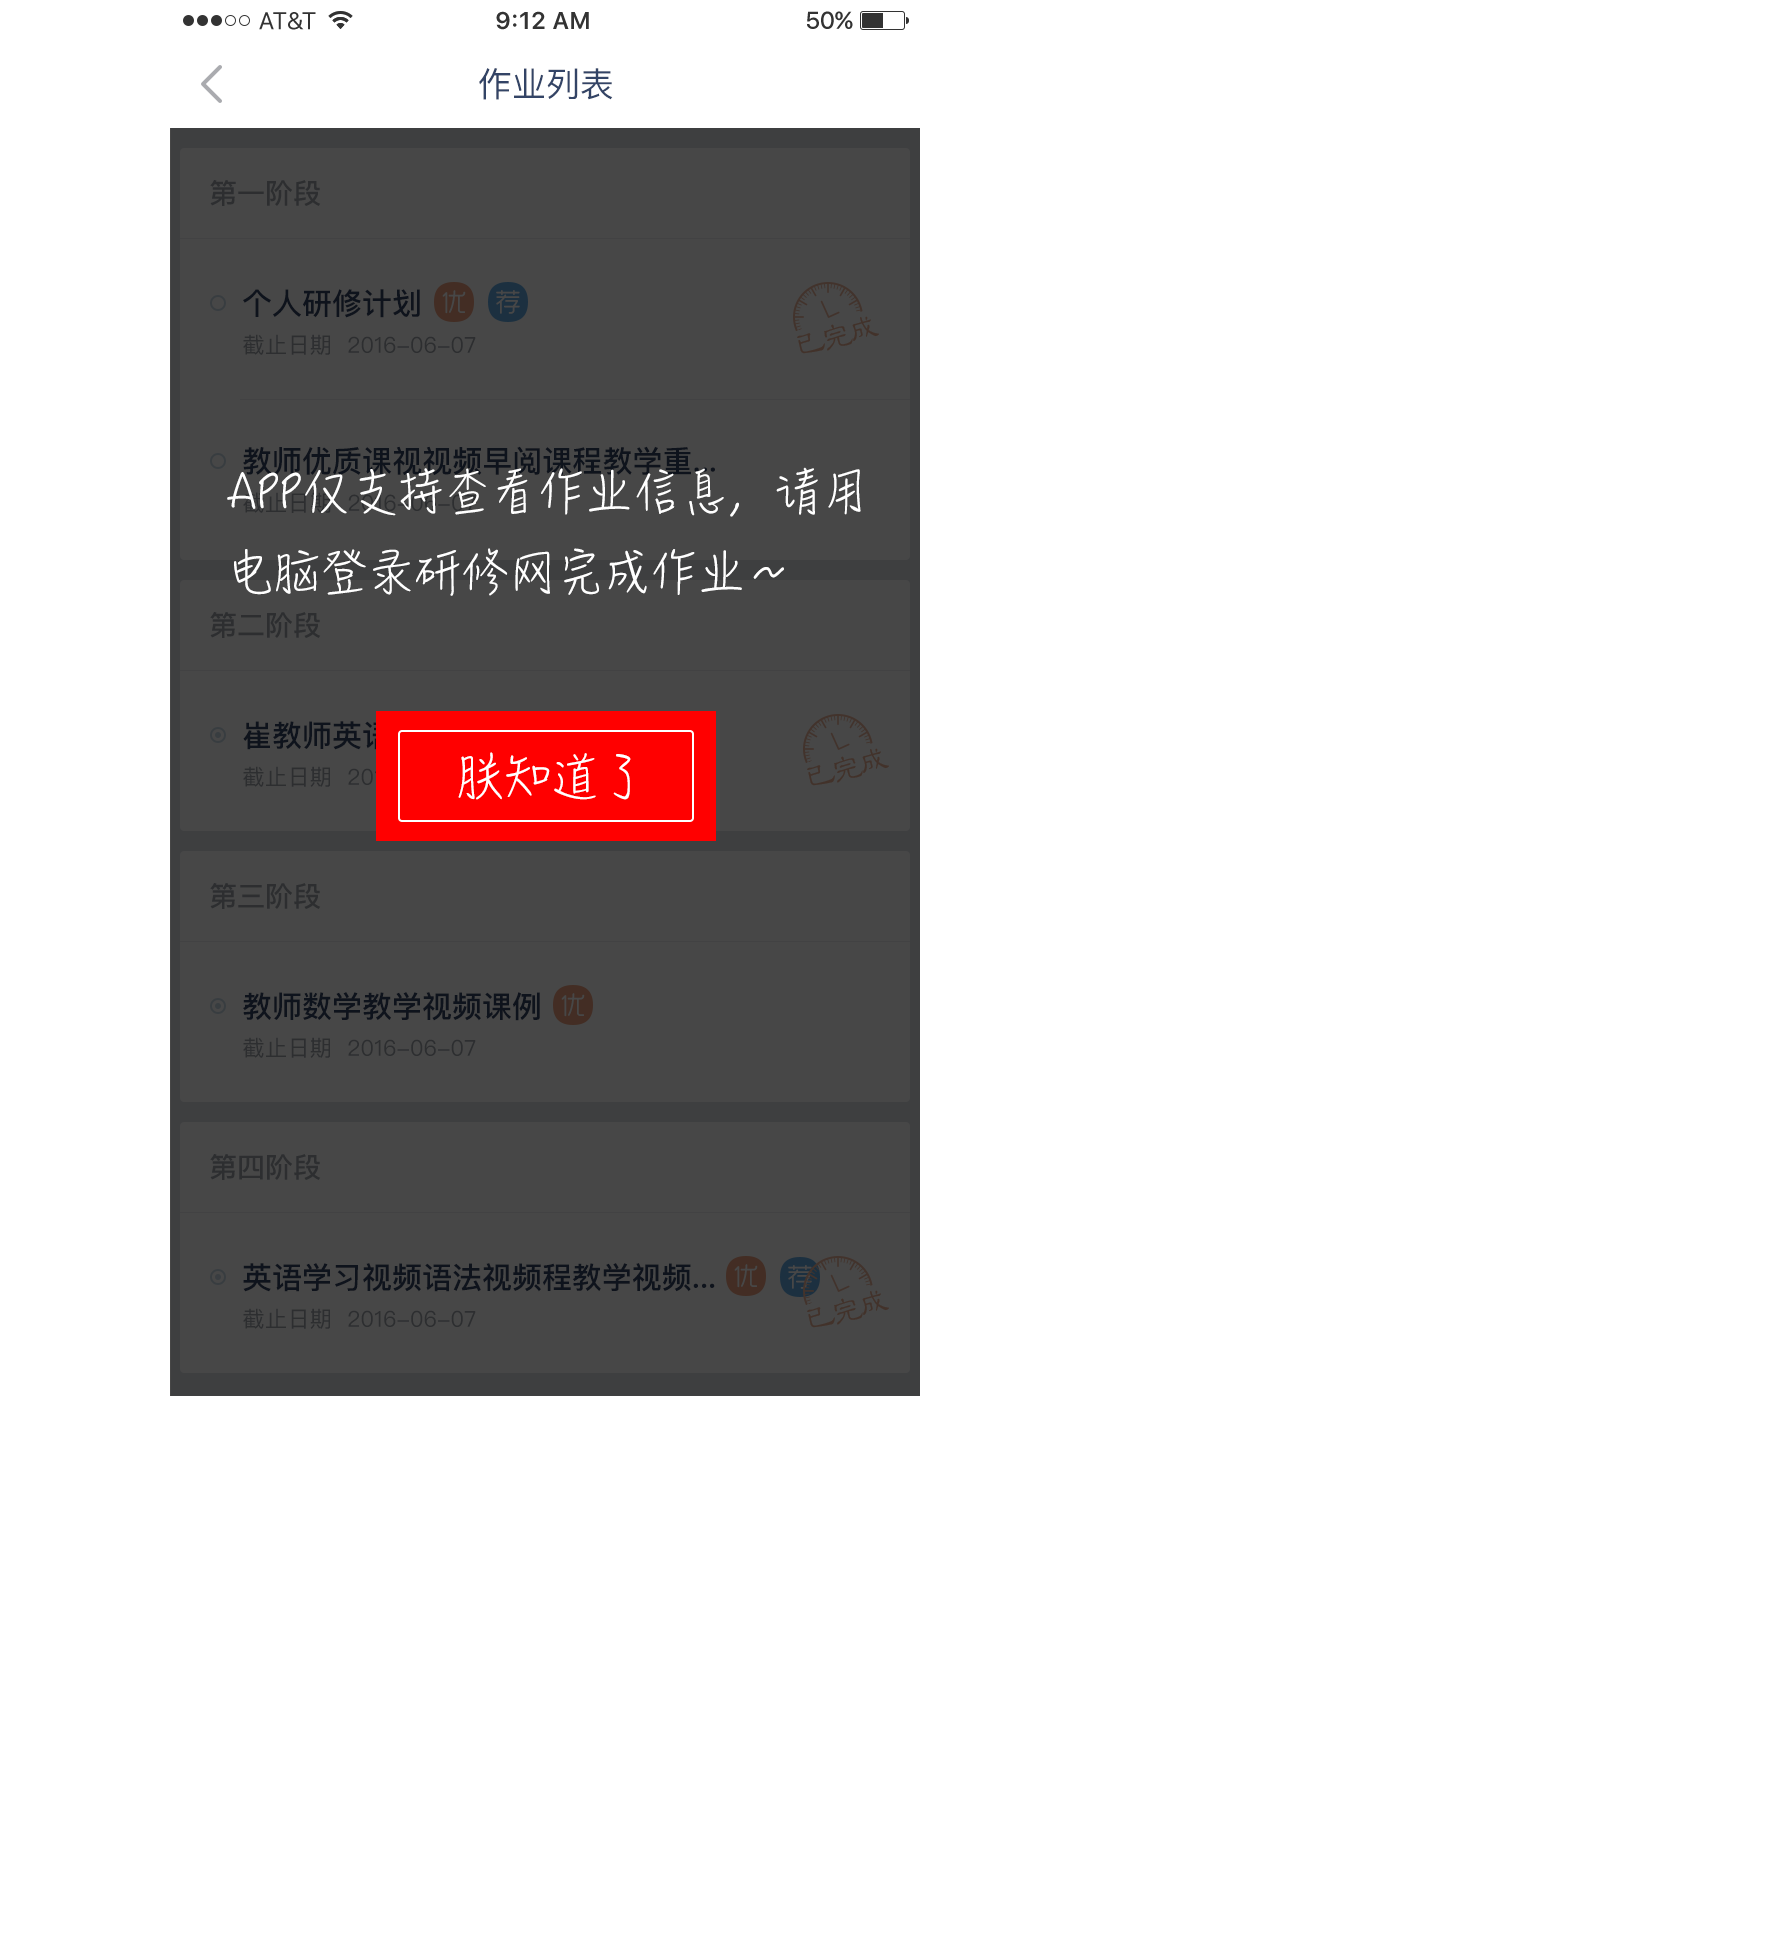 AT&T 9:12 AM 50%
作业列表
第一阶段
个人研修计划 优 荐
截止日期 2016-06-07
已完成
教师优质课视视频早阅课程教学重...
APP仅支持查看作业信息，请用
电脑登录研修网完成作业~
第二阶段
崔教师英语
截止日期 20
已完成
朕知道了
第三阶段
教师数学教学视频课例 优
截止日期 2016-06-07
第四阶段
英语学习视频语法视频程教学视频... 优 荐
截止日期 2016-06-07
已完成